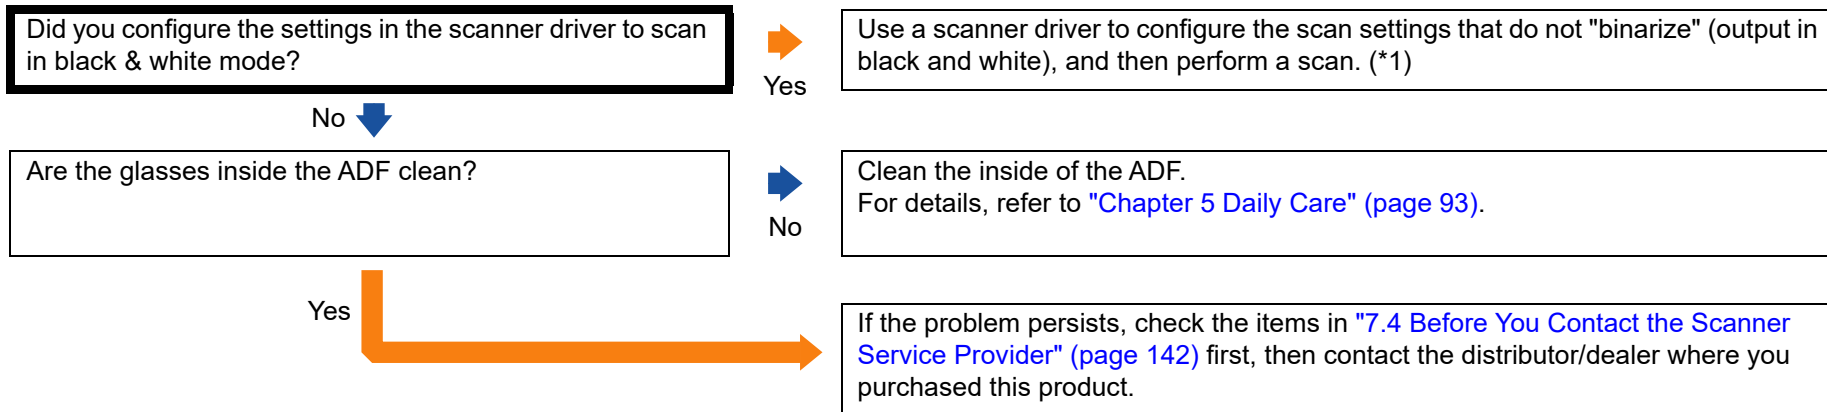 Did you configure the settings in the scanner driver to scan
in black & white mode?
Yes
Use a scanner driver to configure the scan settings that do not "binarize" (output in
black and white), and then perform a scan. (*1)
No
Are the glasses inside the ADF clean?
No
Clean the inside of the ADF.
For details, refer to "Chapter 5 Daily Care" (page 93).
Yes
If the problem persists, check the items in "7.4 Before You Contact the Scanner
Service Provider" (page 142) first, then contact the distributor/dealer where you
purchased this product.